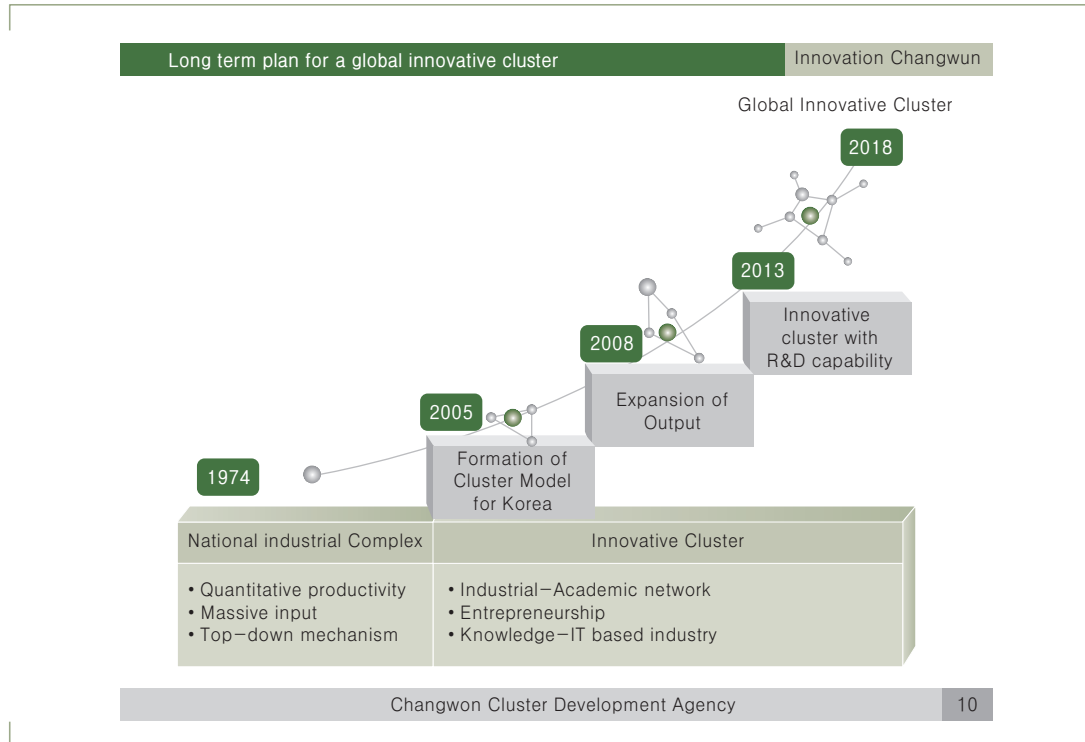 Long term plan for a global innovative cluster
Innovation Changwun
Global Innovative Cluster
2018
2013
Innovative
cluster with
R&D capability
2008
Expansion of
Output
2005
Formation of
Cluster Model
for Korea
1974
National industrial Complex
• Quantitative productivity
• Massive input
• Top-down mechanism
Innovative Cluster
• Industrial-Academic network
• Entrepreneurship
• Knowledge-IT based industry
Changwon Cluster Development Agency
10